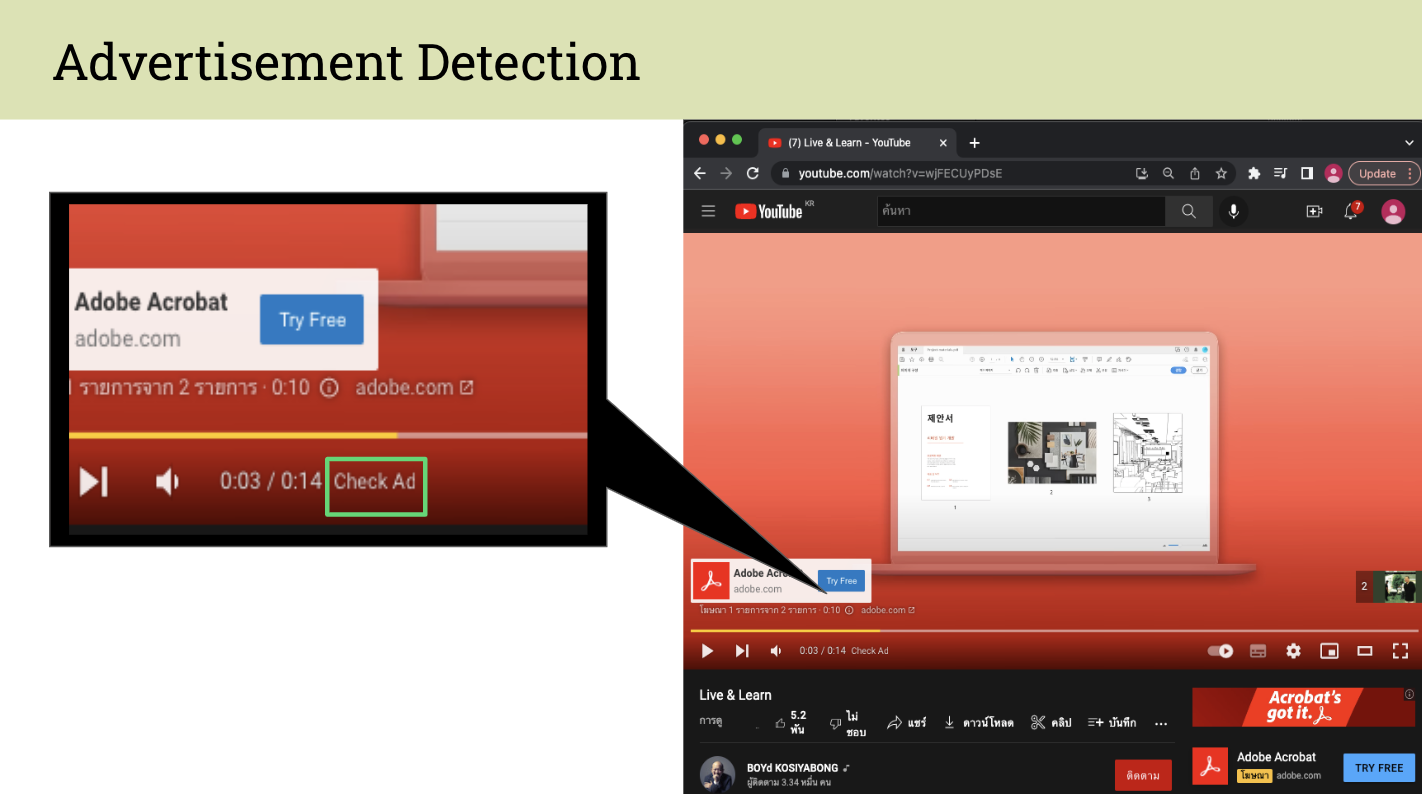 Advertisement Detection
Adobe Acrobat
adobe.com
Try Free
รายการจาก 2 รายการ · 0:10 adobe.com
0:03 / 0:14 Check Ad
(7) Live & Learn - YouTube
youtube.com/watch?v=wjFECUyPDsE
Update
YouTube KR
ค้นหา
7
제안서
1
2
3
Adobe
adobe.com
Try Free
2
โฆษณา 1 รายการจาก 2 รายการ · 0:10 adobe.com
0:03 / 0:14 Check Ad
Live & Learn
การดู
5.2 พัน
ไม่ชอบ
แชร์
ดาวน์โหลด
คลิป
บันทึก
BOYd KOSIYABONG
ผู้ติดตาม 3.34 หมื่น คน
ติดตาม
Acrobat's
got it.
Adobe Acrobat
โฆษณา adobe.com
TRY FREE